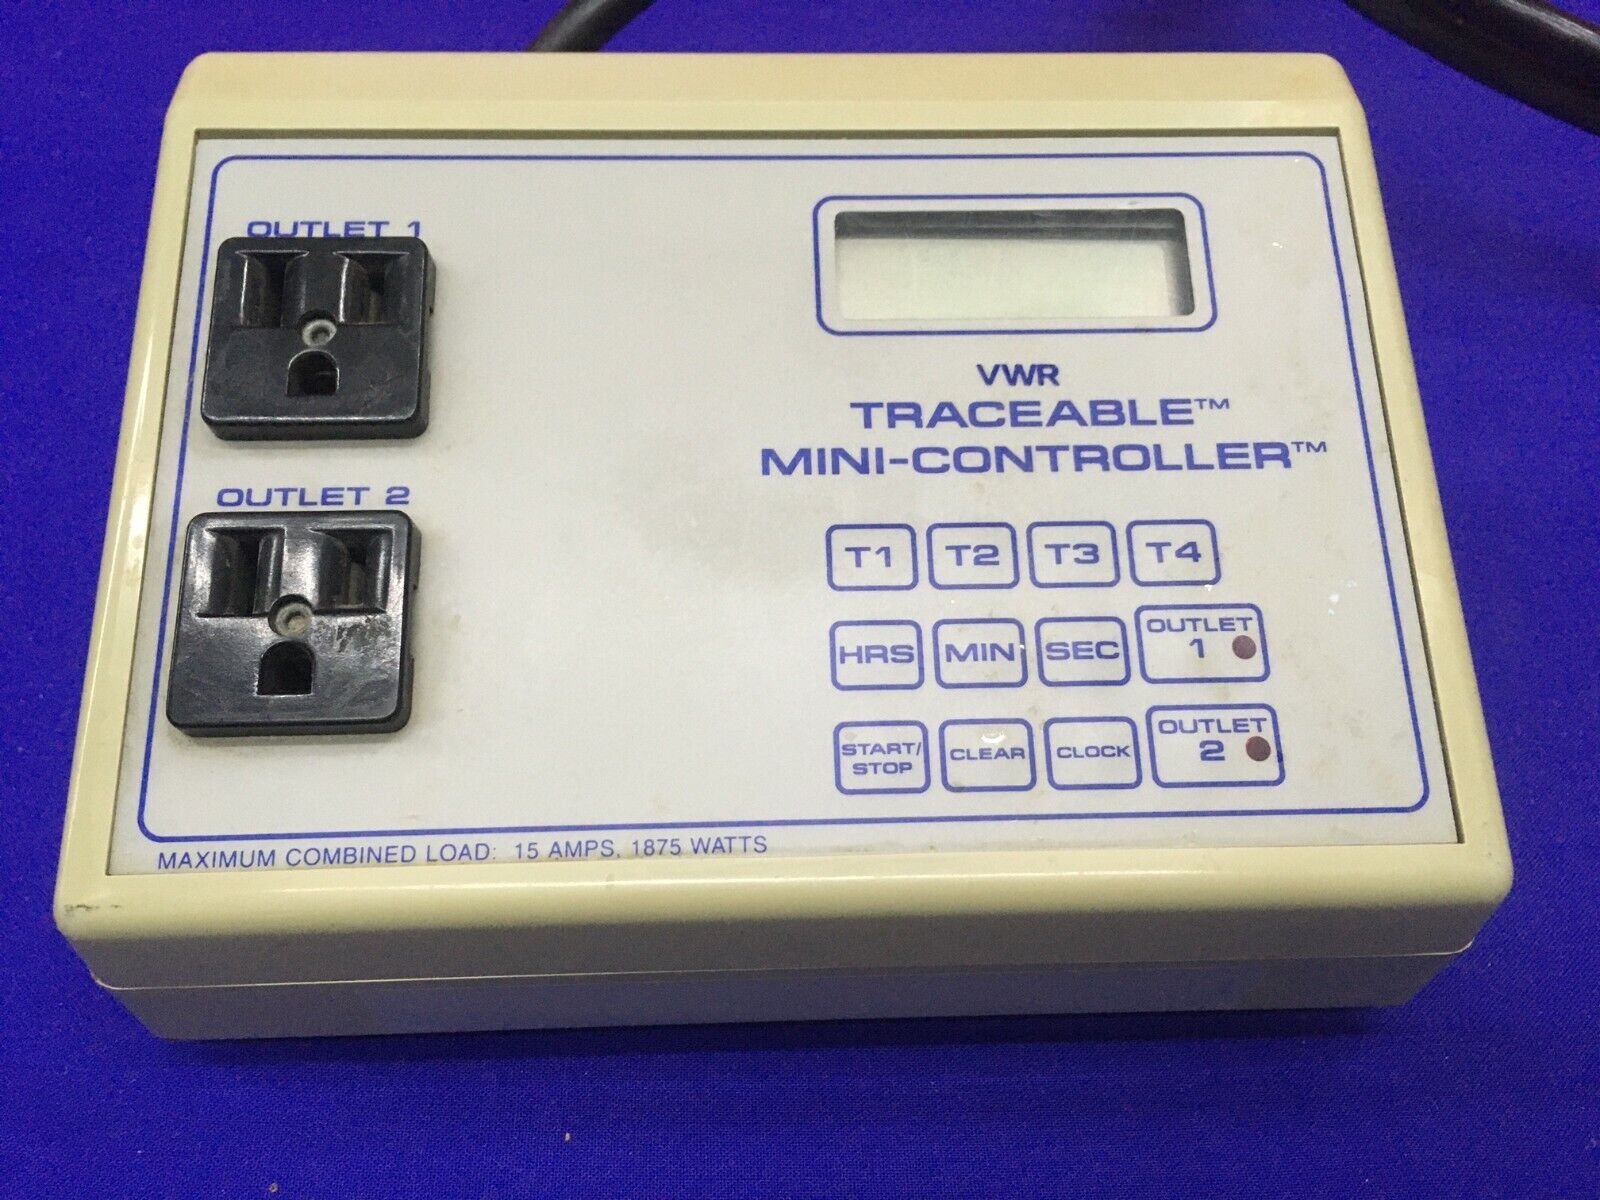 OUTLET 1
OUTLET 2
VWR
TRACEABLE™
MINI-CONTROLLER™
T1 T2 T3 T4
HRS MIN SEC OUTLET 1
START/STOP CLEAR CLOCK OUTLET 2
MAXIMUM COMBINED LOAD: 15 AMPS, 1875 WATTS